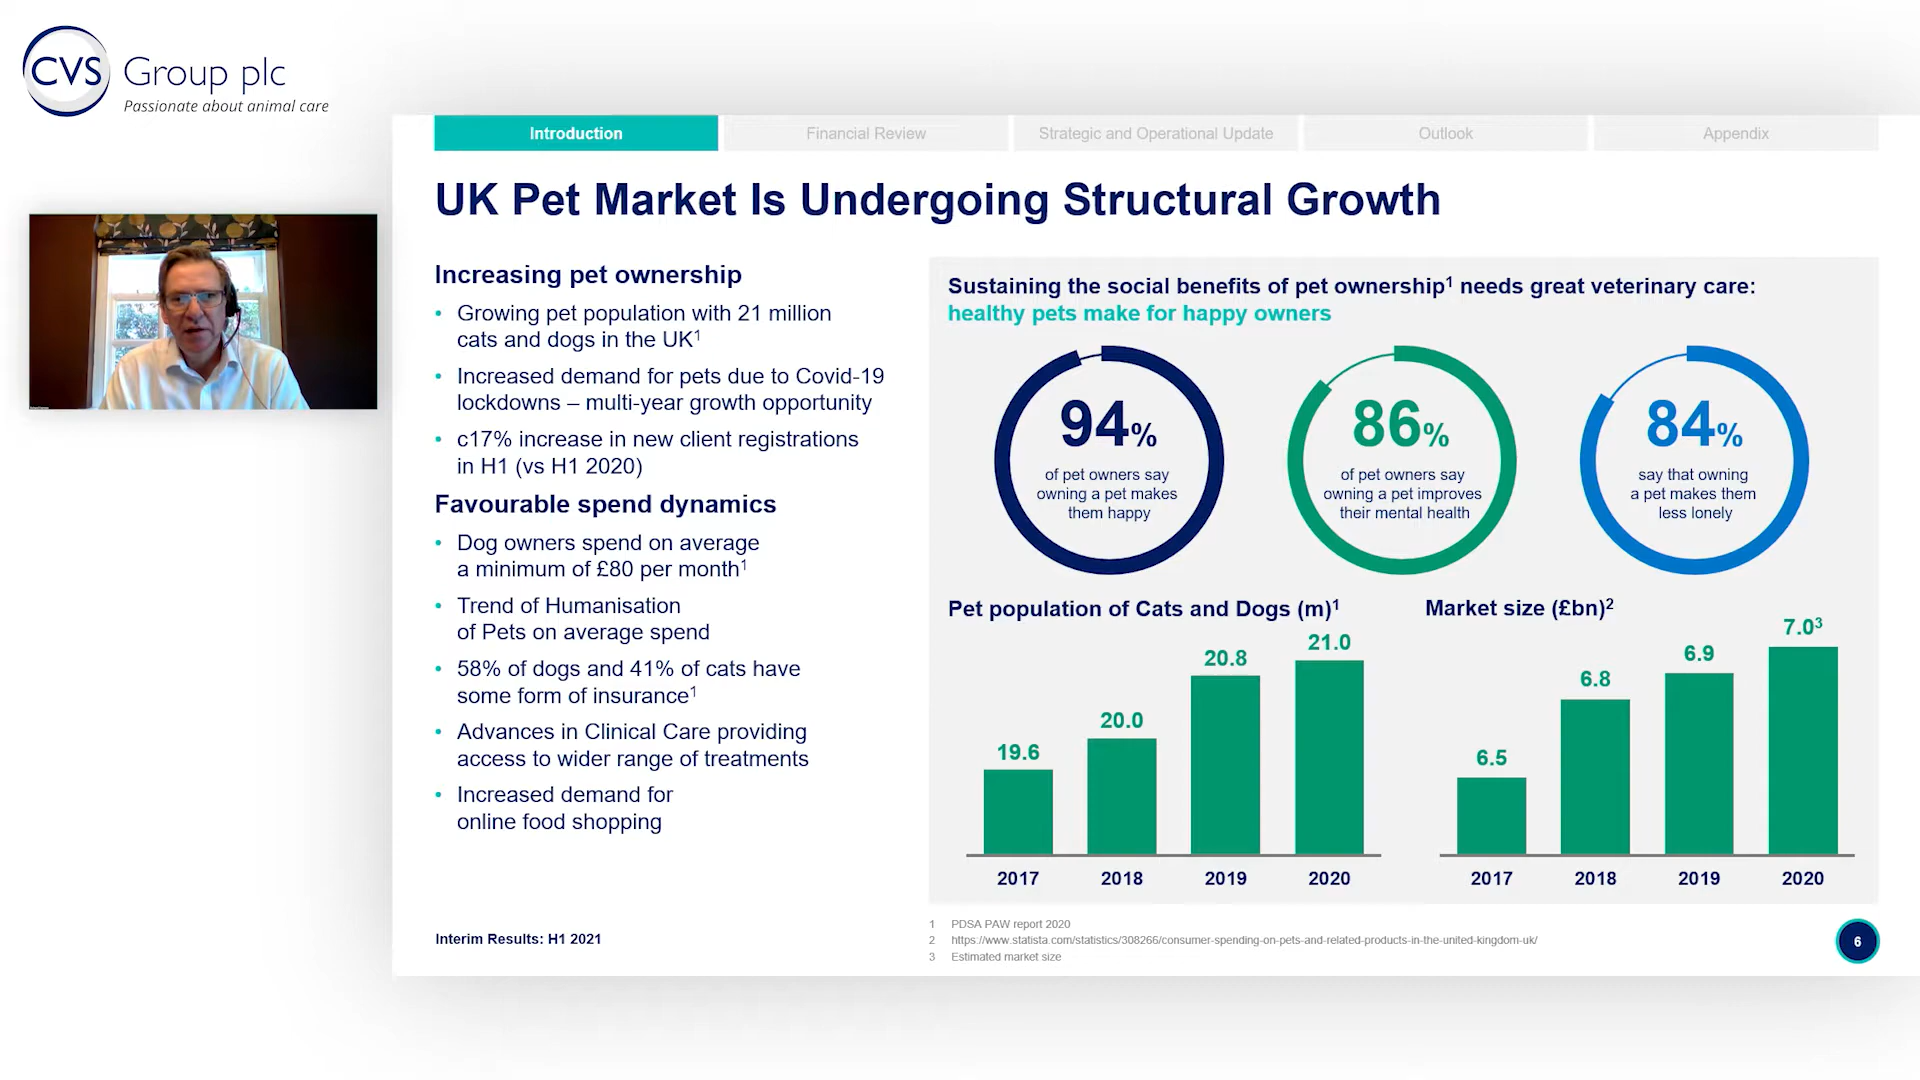 CVS Group plc
Passionate about animal care
Introduction
Financial Review
Strategic and Operational Update
Outlook
Appendix
UK Pet Market Is Undergoing Structural Growth
Increasing pet ownership
• Growing pet population with 21 million
cats and dogs in the UK¹
• Increased demand for pets due to Covid-19
lockdowns – multi-year growth opportunity
• c17% increase in new client registrations
in H1 (vs H1 2020)
Favourable spend dynamics
• Dog owners spend on average
a minimum of £80 per month¹
• Trend of Humanisation
of Pets on average spend
• 58% of dogs and 41% of cats have
some form of insurance¹
• Advances in Clinical Care providing
access to wider range of treatments
• Increased demand for
online food shopping
Sustaining the social benefits of pet ownership¹ needs great veterinary care:
healthy pets make for happy owners
94%
of pet owners say
owning a pet makes
them happy
86%
of pet owners say
owning a pet improves
their mental health
84%
say that owning
a pet makes them
less lonely
Pet population of Cats and Dogs (m)¹
19.6
20.0
20.8
21.0
2017
2018
2019
2020
Market size (£bn)²
6.5
6.8
6.9
7.0³
2017
2018
2019
2020
Interim Results: H1 2021
1 PDSA PAW report 2020
2 https://www.statista.com/statistics/308266/consumer-spending-on-pets-and-related-products-in-the-united-kingdom-uk/
3 Estimated market size
6